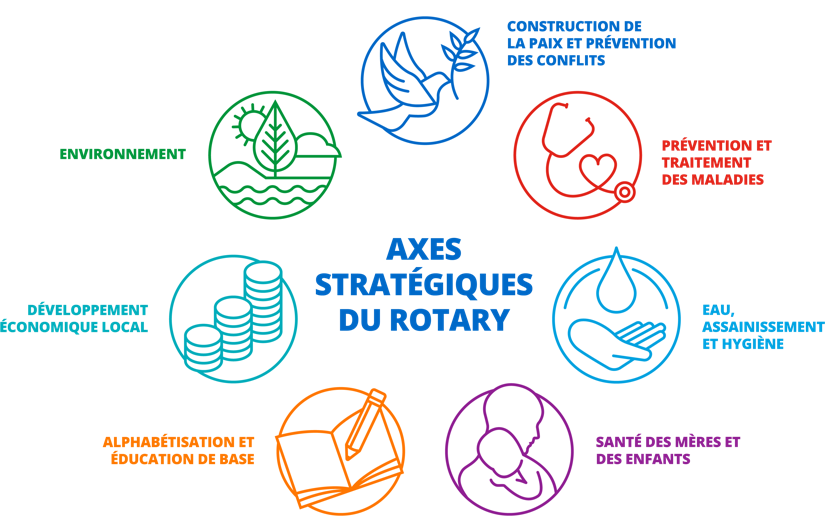 CONSTRUCTION DE
LA PAIX ET PRÉVENTION
DES CONFLITS
PRÉVENTION ET
TRAITEMENT
DES MALADIES
ENVIRONNEMENT
AXES
STRATÉGIQUES
DU ROTARY
DÉVELOPPEMENT
ÉCONOMIQUE LOCAL
EAU,
ASSAINISSEMENT
ET HYGIÈNE
ALPHABÉTISATION ET
ÉDUCATION DE BASE
SANTÉ DES MÈRES ET
DES ENFANTS